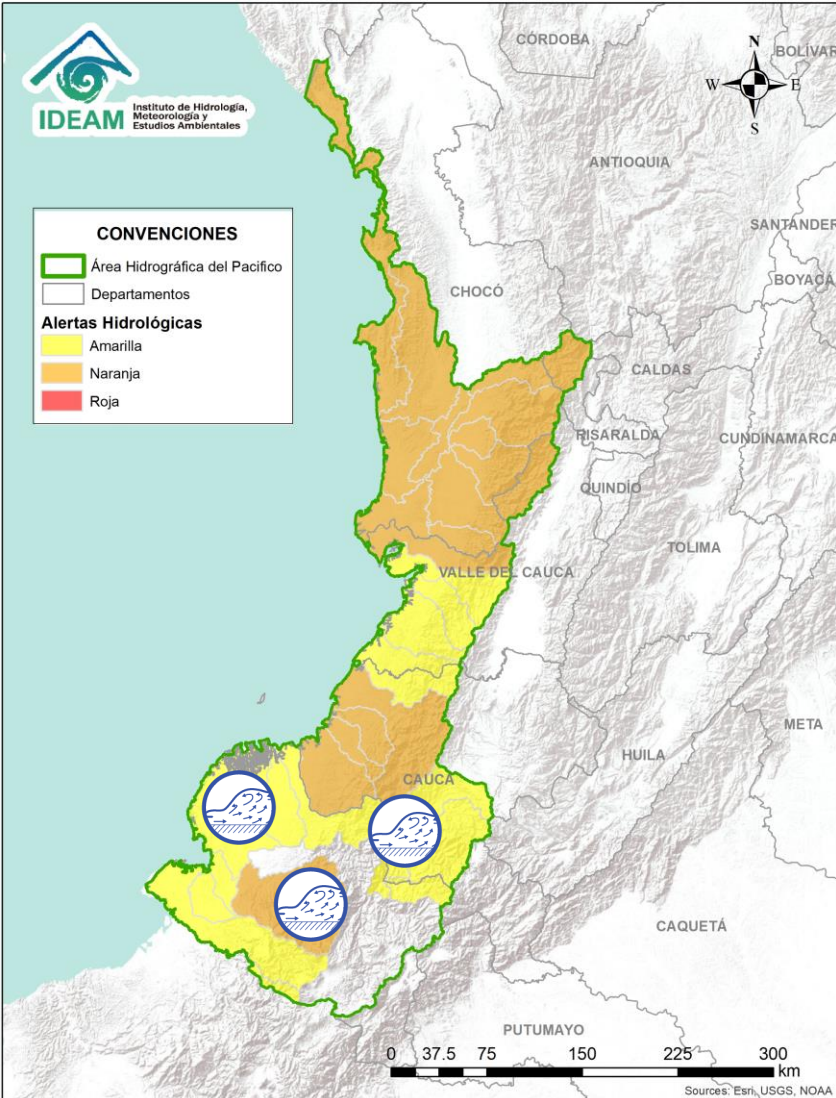 IDEAM
Instituto de Hidrología,
Meteorología y
Estudios Ambientales
CÓRDOBA
BOLÍVAR
N
W
E
S
ANTIOQUIA
SANTANDER
CONVENCIONES
Área Hidrográfica del Pacifico
Departamentos
Alertas Hidrológicas
Amarilla
Naranja
Roja
BOYACÁ
CHOCÓ
CALDAS
RISARALDA
CUNDINAMARCA
QUINDÍO
TOLIMA
VALLE DEL CAUCA
META
HUILA
CAUCA
CAQUETÁ
PUTUMAYO
0 37.5 75 150 225 300
km
Sources: Esri, USGS, NOAA